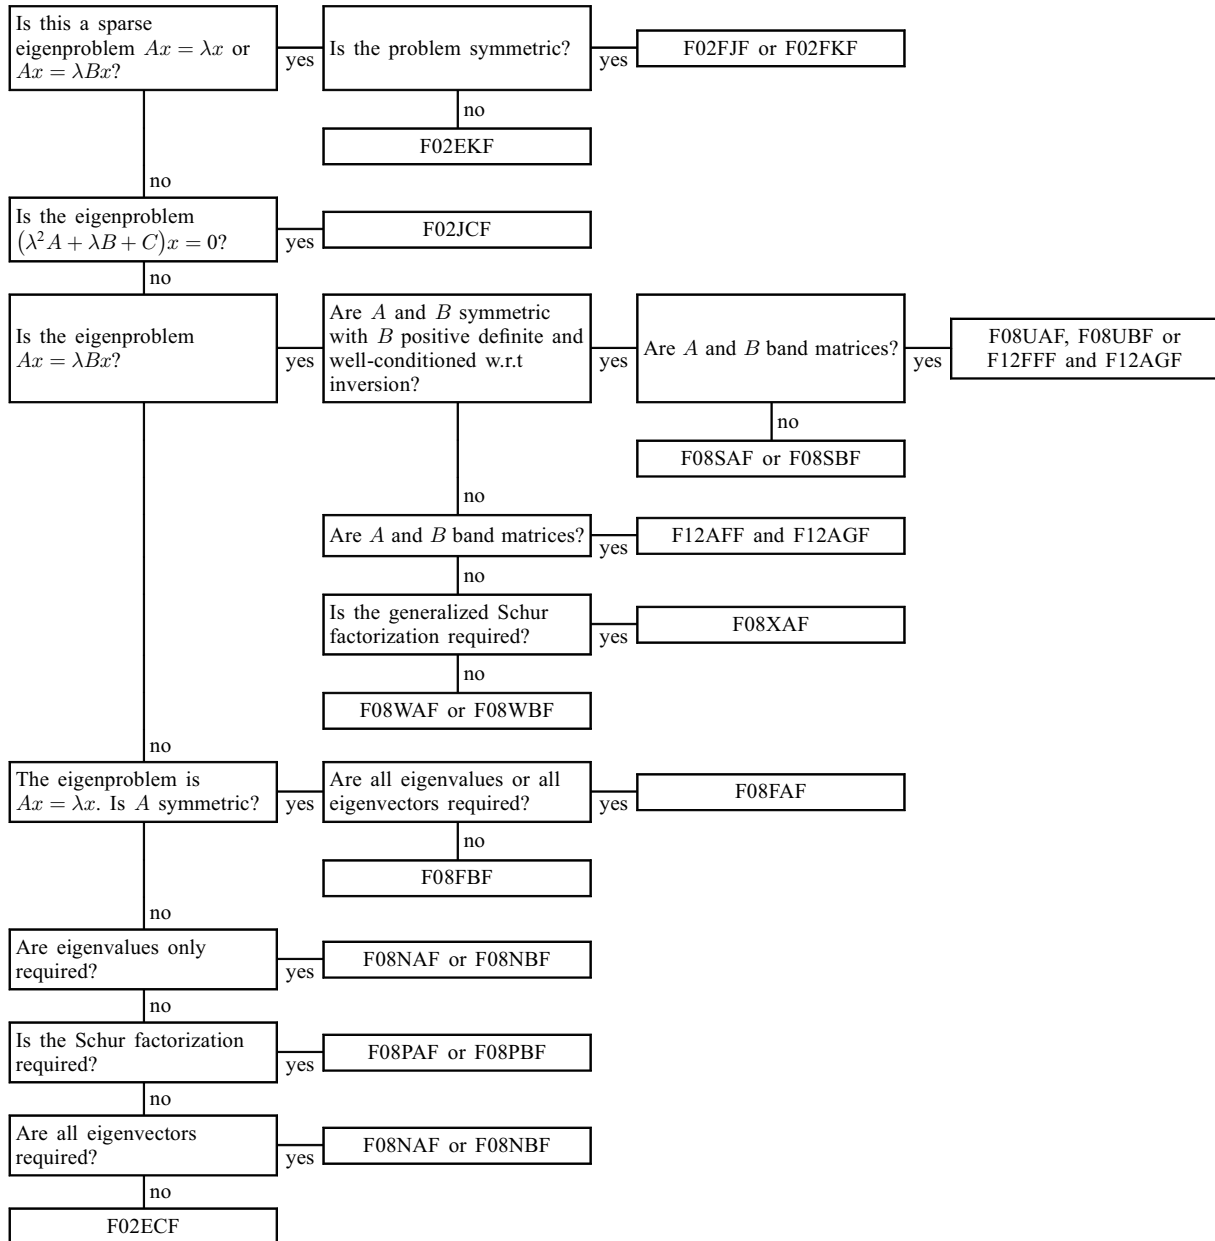 Is this a sparse
eigenproblem Ax = λx or
Ax = λBx?
yes
Is the problem symmetric?
yes
F02FJF or F02FKF
no
F02EKF
no
Is the eigenproblem
(λ²A + λB + C)x = 0?
yes
F02JCF
no
Is the eigenproblem
Ax = λBx?
yes
Are A and B symmetric
with B positive definite and
well-conditioned w.r.t
inversion?
yes
Are A and B band matrices?
yes
F08UAF, F08UBF or
F12FFF and F12AGF
no
F08SAF or F08SBF
no
Are A and B band matrices?
yes
F12AFF and F12AGF
no
Is the generalized Schur
factorization required?
yes
F08XAF
no
F08WAF or F08WBF
no
The eigenproblem is
Ax = λx. Is A symmetric?
yes
Are all eigenvalues or all
eigenvectors required?
yes
F08FAF
no
F08FBF
no
Are eigenvalues only
required?
yes
F08NAF or F08NBF
no
Is the Schur factorization
required?
yes
F08PAF or F08PBF
no
Are all eigenvectors
required?
yes
F08NAF or F08NBF
no
F02ECF